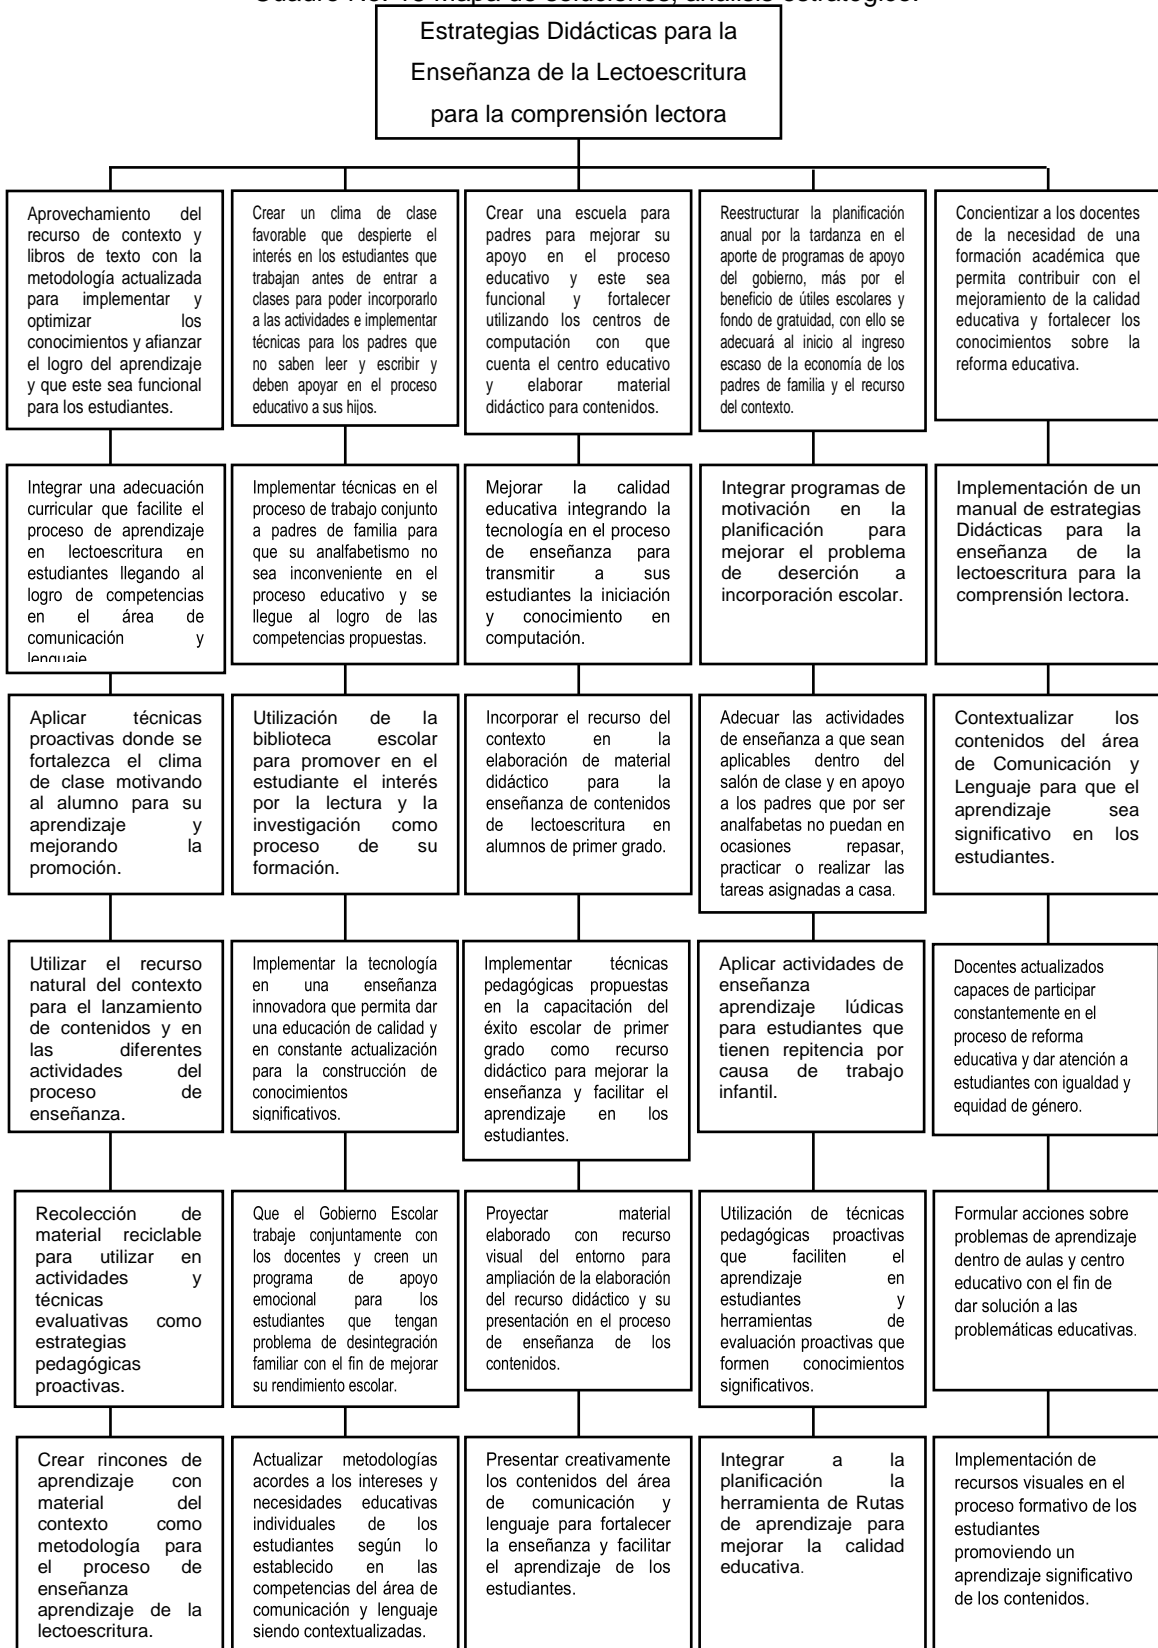 Cuadro No. 13 Mapa de soluciones, análisis estratégico.
Estrategias Didácticas para la
Enseñanza de la Lectoescritura
para la comprensión lectora
Aprovechamiento del
recurso de contexto y
libros de texto con la
metodología actualizada
para implementar y
optimizar los
conocimientos y afianzar
el logro del aprendizaje
y que este sea funcional
para los estudiantes.
Crear un clima de clase
favorable que despierte el
interés en los estudiantes que
trabajan antes de entrar a
clases para poder incorporarlo
a las actividades e implementar
técnicas para los padres que
no saben leer y escribir y
deben apoyar en el proceso
educativo a sus hijos.
Crear una escuela para
padres para mejorar su
apoyo en el proceso
educativo y este sea
funcional y fortalecer
utilizando los centros de
computación con que
cuenta el centro educativo
y elaborar material
didáctico para contenidos.
Reestructurar la planificación
anual por la tardanza en el
aporte de programas de apoyo
del gobierno, más por el
beneficio de útiles escolares y
fondo de gratuidad, con ello se
adecuará al inicio al ingreso
escaso de la economía de los
padres de familia y el recurso
del contexto.
Concientizar a los docentes
de la necesidad de una
formación académica que
permita contribuir con el
mejoramiento de la calidad
educativa y fortalecer los
conocimientos sobre la
reforma educativa.
Integrar una adecuación
curricular que facilite el
proceso de aprendizaje
en lectoescritura en
estudiantes llegando al
logro de competencias
en el área de
comunicación y
lenguaje
Implementar técnicas en el
proceso de trabajo conjunto
a padres de familia para
que su analfabetismo no
sea inconveniente en el
proceso educativo y se
llegue al logro de las
competencias propuestas.
Mejorar la calidad
educativa integrando la
tecnología en el proceso
de enseñanza para
transmitir a sus
estudiantes la iniciación
y conocimiento en
computación.
Integrar programas de
motivación en la
planificación para
mejorar el problema
de deserción a
incorporación escolar.
Implementación de un
manual de estrategias
Didácticas para la
enseñanza de la
lectoescritura para la
comprensión lectora.
Aplicar técnicas
proactivas donde se
fortalezca el clima
de clase motivando
al alumno para su
aprendizaje y
mejorando la
promoción.
Utilización de la
biblioteca escolar
para promover en el
estudiante el interés
por la lectura y la
investigación como
proceso de su
formación.
Incorporar el recurso del
contexto en la
elaboración de material
didáctico para la
enseñanza de contenidos
de lectoescritura en
alumnos de primer grado.
Adecuar las actividades
de enseñanza a que sean
aplicables dentro del
salón de clase y en apoyo
a los padres que por ser
analfabetas no puedan en
ocasiones repasar,
practicar o realizar las
tareas asignadas a casa.
Contextualizar los
contenidos del área
de Comunicación y
Lenguaje para que el
aprendizaje sea
significativo en los
estudiantes.
Utilizar el recurso
natural del contexto
para el lanzamiento
de contenidos y en
las diferentes
actividades del
proceso de
enseñanza.
Implementar la tecnología
en una enseñanza
innovadora que permita dar
una educación de calidad y
en constante actualización
para la construcción de
conocimientos
significativos.
Implementar técnicas
pedagógicas propuestas
en la capacitación del
éxito escolar de primer
grado como recurso
didáctico para mejorar la
enseñanza y facilitar el
aprendizaje en los
estudiantes.
Aplicar actividades de
enseñanza
aprendizaje lúdicas
para estudiantes que
tienen repitencia por
causa de trabajo
infantil.
Docentes actualizados
capaces de participar
constantemente en el
proceso de reforma
educativa y dar atención a
estudiantes con igualdad y
equidad de género.
Recolección de
material reciclable
para utilizar en
actividades y
técnicas
evaluativas como
estrategias
pedagógicas
proactivas.
Que el Gobierno Escolar
trabaje conjuntamente con
los docentes y creen un
programa de apoyo
emocional para los
estudiantes que tengan
problema de desintegración
familiar con el fin de mejorar
su rendimiento escolar.
Proyectar material
elaborado con recurso
visual del entorno para
ampliación de la elaboración
del recurso didáctico y su
presentación en el proceso
de enseñanza de los
contenidos.
Utilización de técnicas
pedagógicas proactivas
que faciliten el
aprendizaje en
estudiantes y
herramientas de
evaluación proactivas que
formen conocimientos
significativos.
Formular acciones sobre
problemas de aprendizaje
dentro de aulas y centro
educativo con el fin de
dar solución a las
problemáticas educativas.
Crear rincones de
aprendizaje con
material del
contexto como
metodología para
el proceso de
enseñanza
aprendizaje de la
lectoescritura.
Actualizar metodologías
acordes a los intereses y
necesidades educativas
individuales de los
estudiantes según lo
establecido en las
competencias del área de
comunicación y lenguaje
siendo contextualizadas.
Presentar creativamente
los contenidos del área
de comunicación y
lenguaje para fortalecer
la enseñanza y facilitar
el aprendizaje de los
estudiantes.
Integrar a la
planificación la
herramienta de Rutas
de aprendizaje para
mejorar la calidad
educativa.
Implementación de
recursos visuales en el
proceso formativo de los
estudiantes
promoviendo un
aprendizaje significativo
de los contenidos.